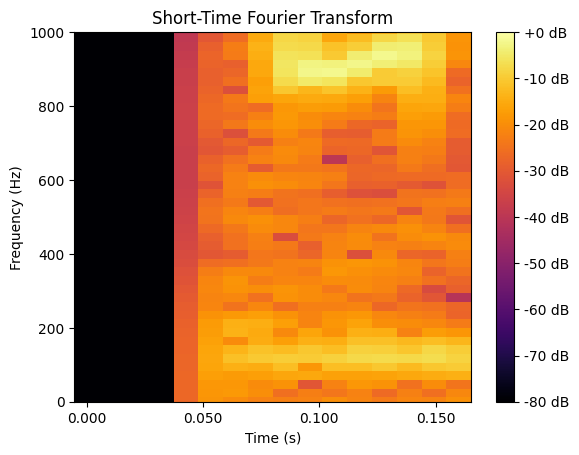 Short-Time Fourier Transform
1000
800
600
400
200
0
Frequency (Hz)
0.000
0.050
0.100
0.150
Time (s)
+0 dB
-10 dB
-20 dB
-30 dB
-40 dB
-50 dB
-60 dB
-70 dB
-80 dB